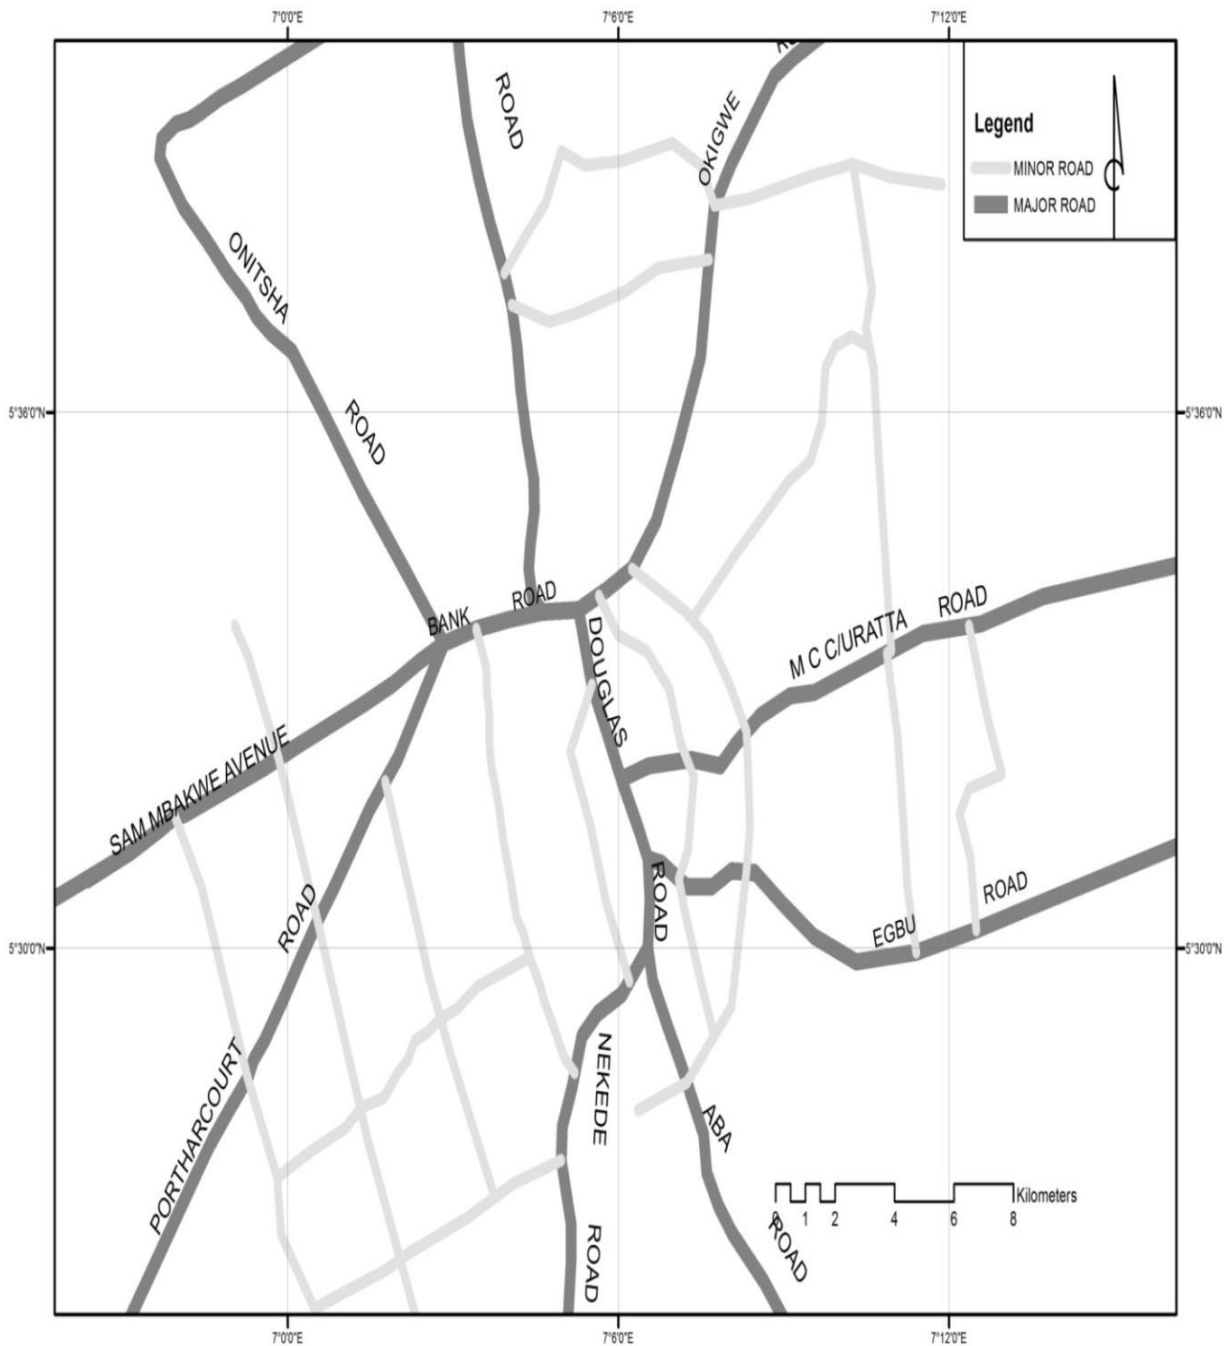 7°0'0"E
7°6'0"E
7°12'0"E
ROAD
OKIGWE
Legend
MINOR ROAD
MAJOR ROAD
ONITSHA
ROAD
5°36'0"N
5°36'0"N
BANK
ROAD
DOUGLAS
ROAD
M C C/URATTA
ROAD
SAM MBAKWE AVENUE
EGBU
ROAD
5°30'0"N
5°30'0"N
PORTHARCOURT
ROAD
NEKEDE
ROAD
ABA
ROAD
0 1 2 4 6 8
Kilometers
7°0'0"E
7°6'0"E
7°12'0"E